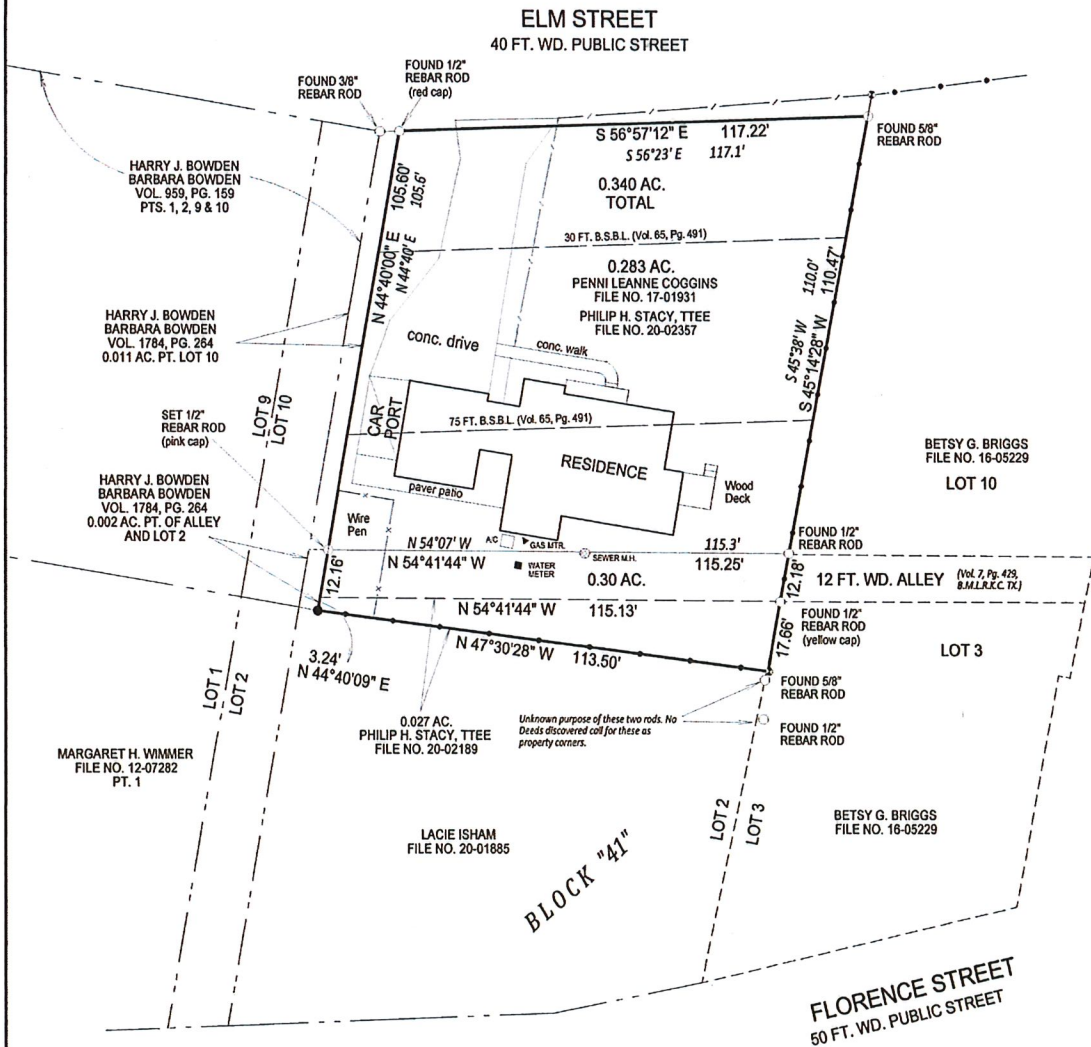 ELM STREET
40 FT. WD. PUBLIC STREET
FOUND 3/8"
REBAR ROD
FOUND 1/2"
REBAR ROD
(red cap)
S 56°57'12" E 117.22'
S 56°23' E 117.1'
FOUND 5/8"
REBAR ROD
HARRY J. BOWDEN
BARBARA BOWDEN
VOL. 959, PG. 159
PTS. 1, 2, 9 & 10
105.60'
105.6'
N 44°40'00" E
N 44°40' E
0.340 AC.
TOTAL
30 FT. B.S.B.L. (Vol. 65, Pg. 491)
0.283 AC.
PENNI LEANNE COGGINS
FILE NO. 17-01931
PHILIP H. STACY, TTEE
FILE NO. 20-02357
110.0'
110.47'
S 45°38' W
S 45°14'28" W
HARRY J. BOWDEN
BARBARA BOWDEN
VOL. 1784, PG. 264
0.011 AC. PT. LOT 10
conc. drive
conc. walk
LOT 9
LOT 10
SET 1/2"
REBAR ROD
(pink cap)
CAR
PORT
75 FT. B.S.B.L. (Vol. 65, Pg. 491)
RESIDENCE
BETSY G. BRIGGS
FILE NO. 16-05229
LOT 10
HARRY J. BOWDEN
BARBARA BOWDEN
VOL. 1784, PG. 264
0.002 AC. PT. OF ALLEY
AND LOT 2
paver patio
Wood
Deck
Wire
Pen
A/C
GAS MTR.
WATER
METER
SEWER M.H.
FOUND 1/2"
REBAR ROD
N 54°07' W 115.3'
N 54°41'44" W 115.25'
12.16'
0.30 AC.
12.18'
12 FT. WD. ALLEY
(Vol. 7, Pg. 429,
B.M.L.R.K.C. TX.)
N 54°41'44" W 115.13'
FOUND 1/2"
REBAR ROD
(yellow cap)
17.66'
LOT 3
N 47°30'28" W 113.50'
3.24'
N 44°40'09" E
FOUND 5/8"
REBAR ROD
LOT 1
LOT 2
0.027 AC.
PHILIP H. STACY, TTEE
FILE NO. 20-02189
Unknown purpose of these two rods. No
Deeds discovered call for these as
property corners.
FOUND 1/2"
REBAR ROD
MARGARET H. WIMMER
FILE NO. 12-07282
PT. 1
LACIE ISHAM
FILE NO. 20-01885
LOT 2
LOT 3
BETSY G. BRIGGS
FILE NO. 16-05229
BLOCK "41"
FLORENCE STREET
50 FT. WD. PUBLIC STREET